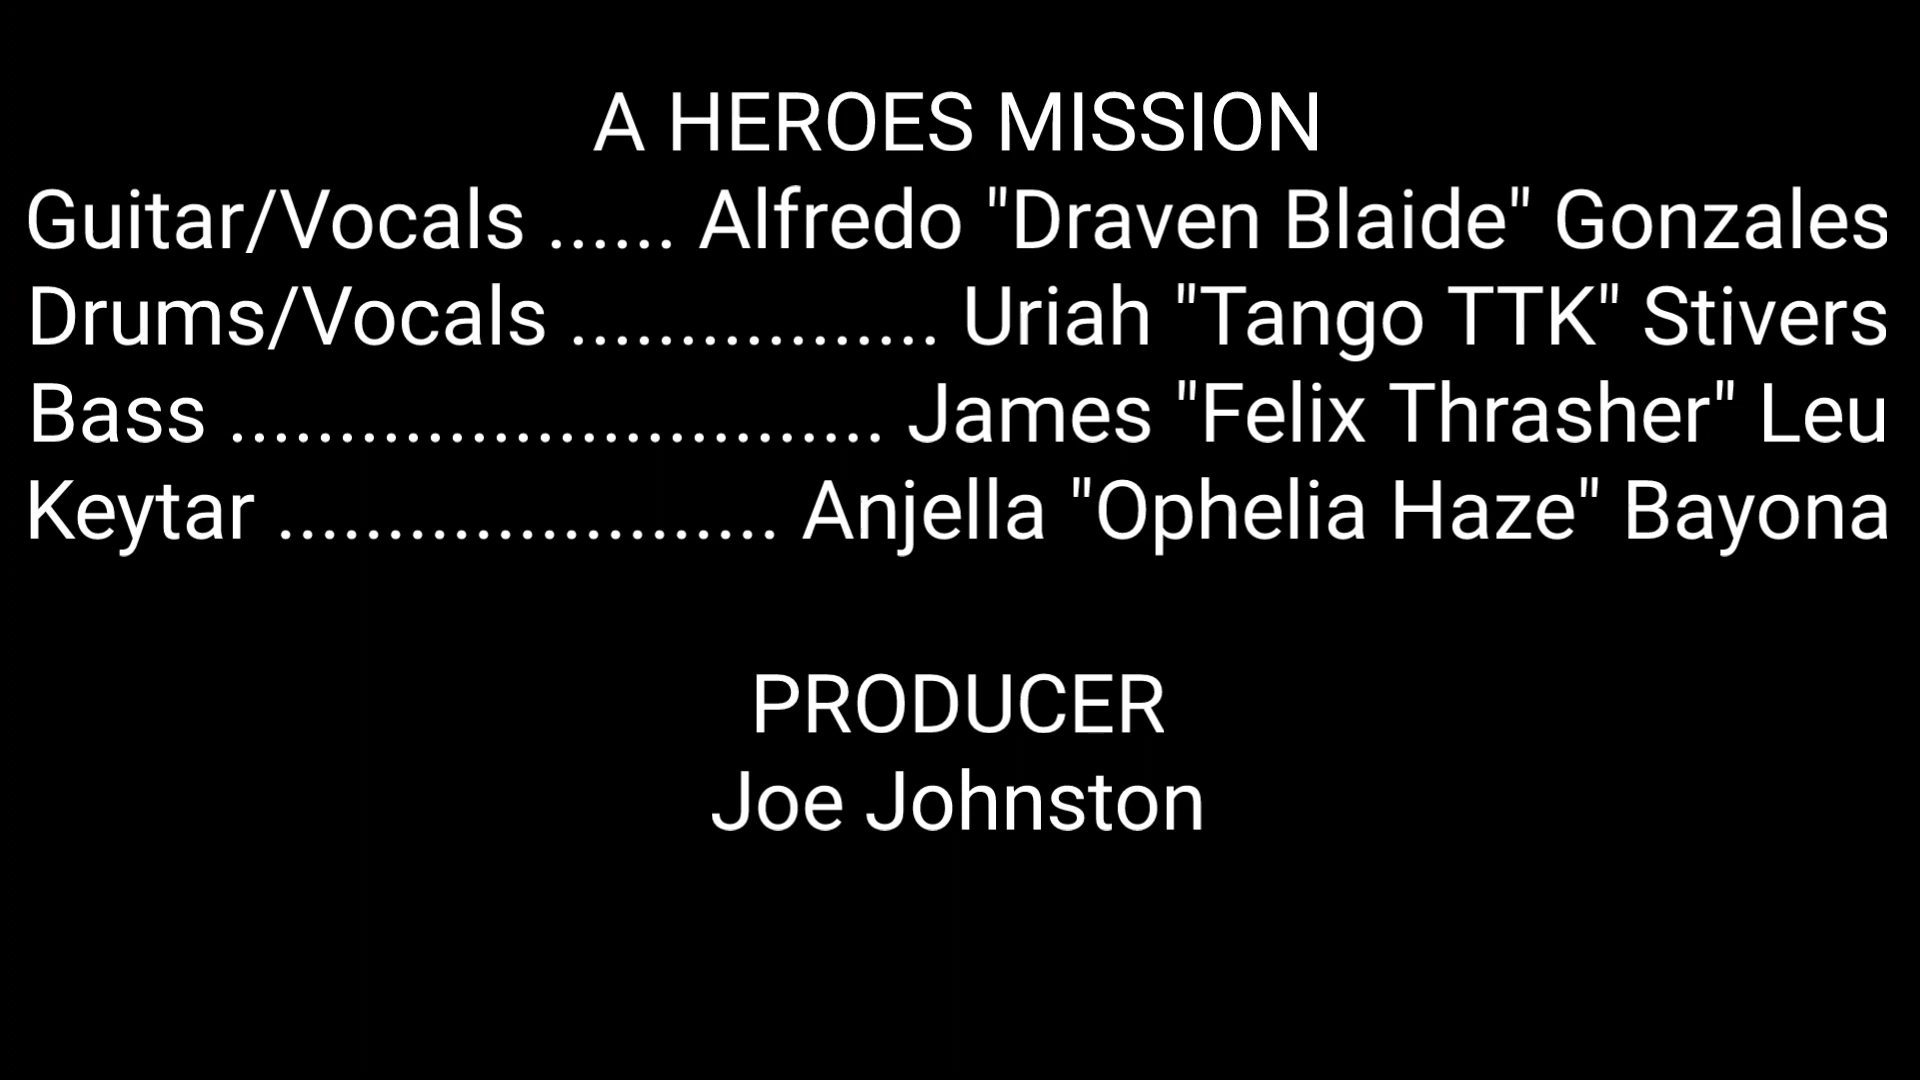 A HEROES MISSION
Guitar/Vocals ...... Alfredo "Draven Blaide" Gonzales
Drums/Vocals ................. Uriah "Tango TTK" Stivers
Bass .............................. James "Felix Thrasher" Leu
Keytar ....................... Anjella "Ophelia Haze" Bayona
PRODUCER
Joe Johnston